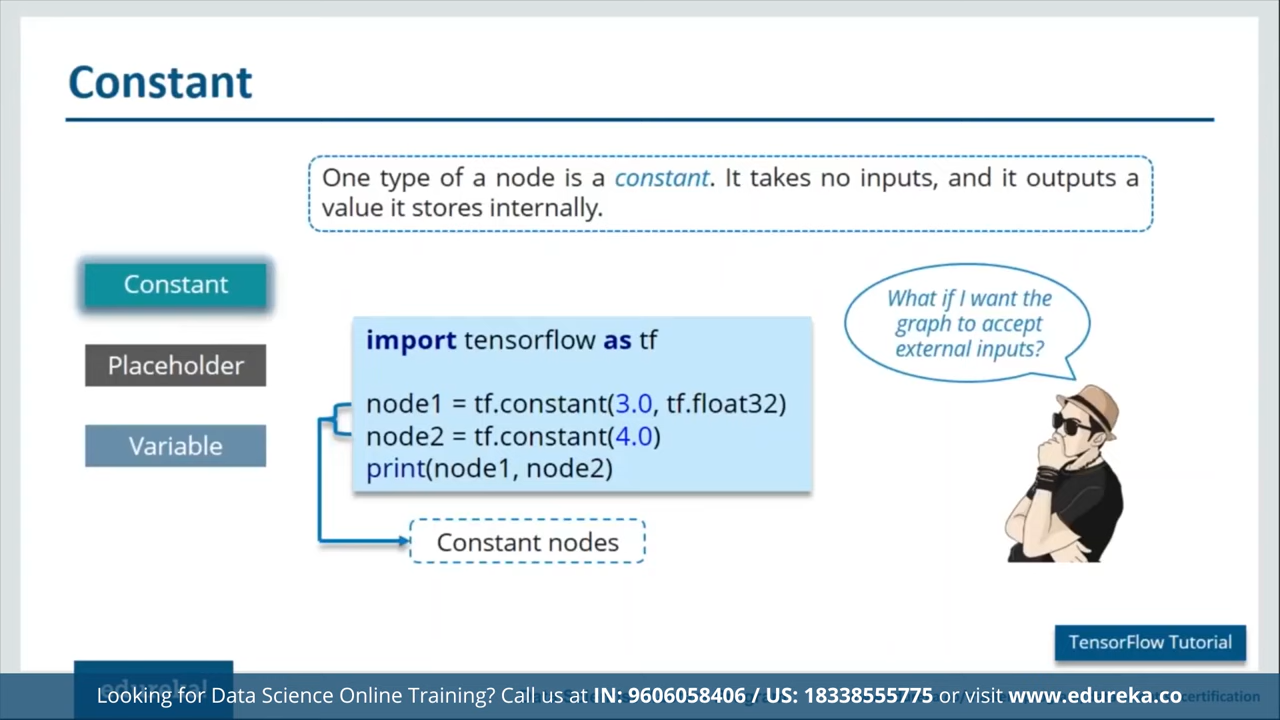 Constant
One type of a node is a constant. It takes no inputs, and it outputs a
value it stores internally.
Constant
Placeholder
Variable
import tensorflow as tf
node1 = tf.constant(3.0, tf.float32)
node2 = tf.constant(4.0)
print(node1, node2)
Constant nodes
What if I want the
graph to accept
external inputs?
TensorFlow Tutorial
edureka!
Looking for Data Science Online Training? Call us at IN: 9606058406 / US: 18338555775 or visit www.edureka.co
certification